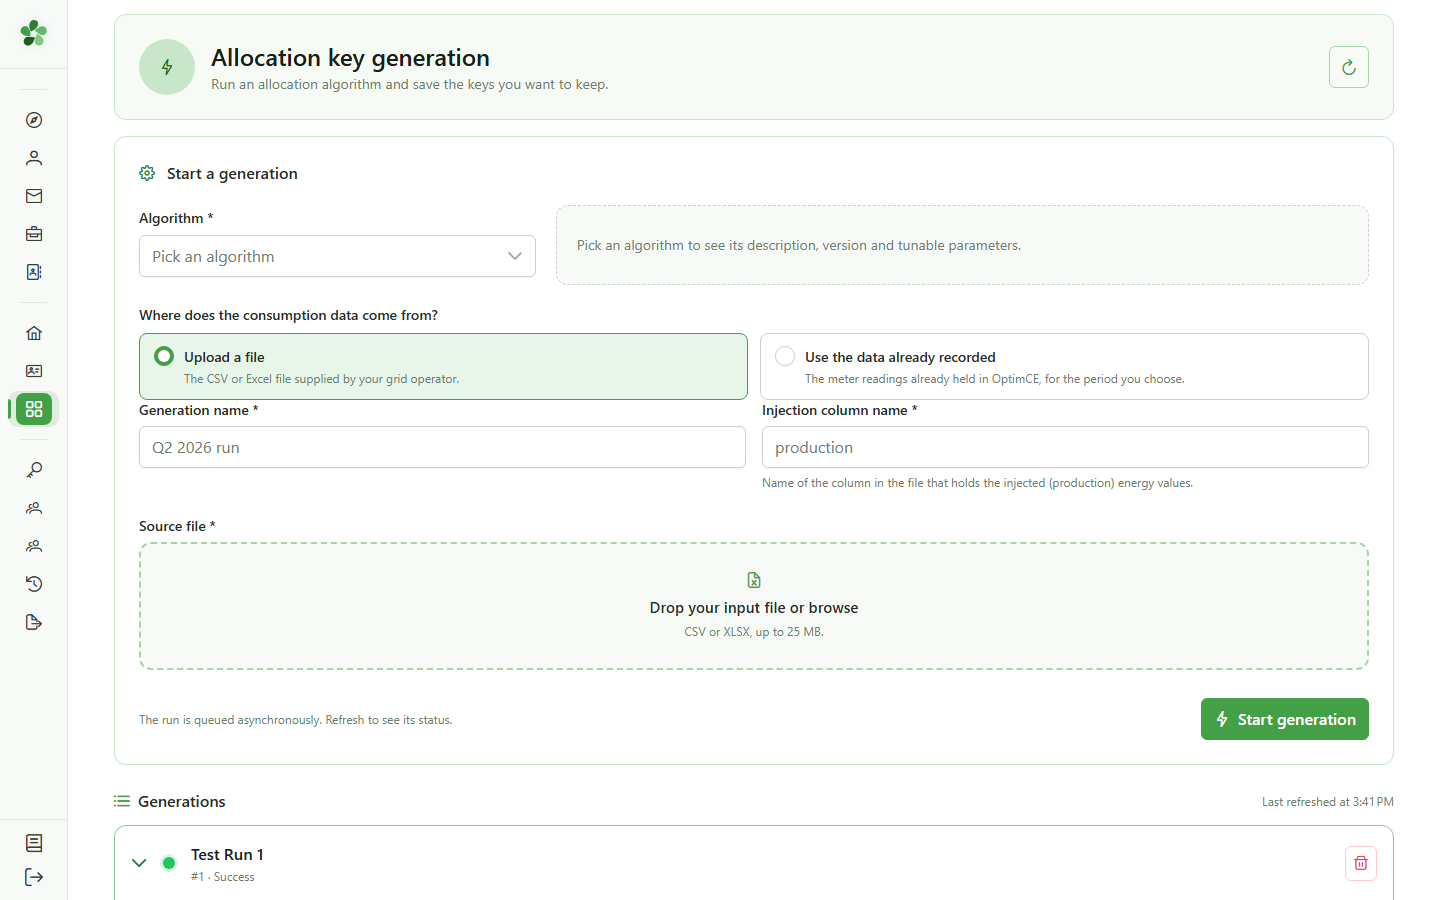 Allocation key generation
Run an allocation algorithm and save the keys you want to keep.
Start a generation
Algorithm *
Pick an algorithm
Pick an algorithm to see its description, version and tunable parameters.
Where does the consumption data come from?
Upload a file
The CSV or Excel file supplied by your grid operator.
Use the data already recorded
The meter readings already held in OptimCE, for the period you choose.
Generation name *
Q2 2026 run
Injection column name *
production
Name of the column in the file that holds the injected (production) energy values.
Source file *
Drop your input file or browse
CSV or XLSX, up to 25 MB.
The run is queued asynchronously. Refresh to see its status.
Start generation
Generations
Last refreshed at 3:41 PM
Test Run 1
#1 · Success